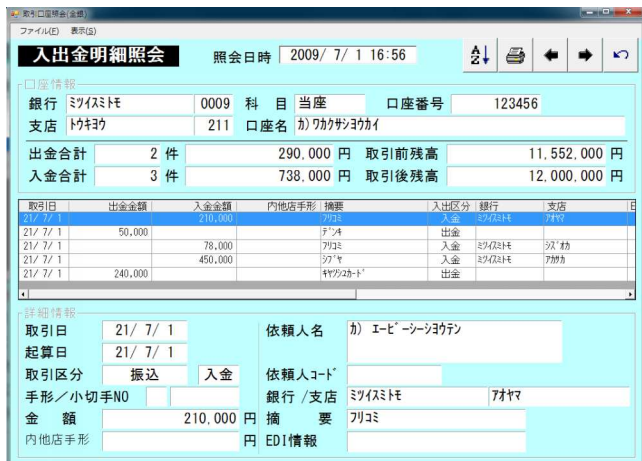 取引口座照会(金銀)
ファイル(F) 表示(S)
入出金明細照会 照会日時 2009/ 7/ 1 16:56
口座情報
銀行 ミツイスミトモ 0009 科 目 当座 口座番号 123456
支店 トウキヨウ 211 口座名 カ)ワカクサシヨウカイ
出金合計 2 件 290,000 円 取引前残高 11,552,000 円
入金合計 3 件 738,000 円 取引後残高 12,000,000 円
取引日 出金金額 入金金額 内他店手形 摘要 入出区分 銀行 支店
21/ 7/ 1 210,000 フリコミ 入金 ミツイスミトモ アオヤマ
21/ 7/ 1 50,000 デンキ 出金
21/ 7/ 1 78,000 フリコミ 入金 ミツイスミトモ シズオカ
21/ 7/ 1 450,000 シブヤ 入金 ミツイスミトモ アカサカ
21/ 7/ 1 240,000 キヤツシユカード 出金
詳細情報
取引日 21/ 7/ 1 依頼人名 カ) エービーシーシヨウテン
起算日 21/ 7/ 1
取引区分 振込 入金 依頼人コード
手形/小切手NO 銀行 /支店 ミツイスミトモ アオヤマ
金 額 210,000 円 摘 要 フリコミ
内他店手形 円 EDI情報